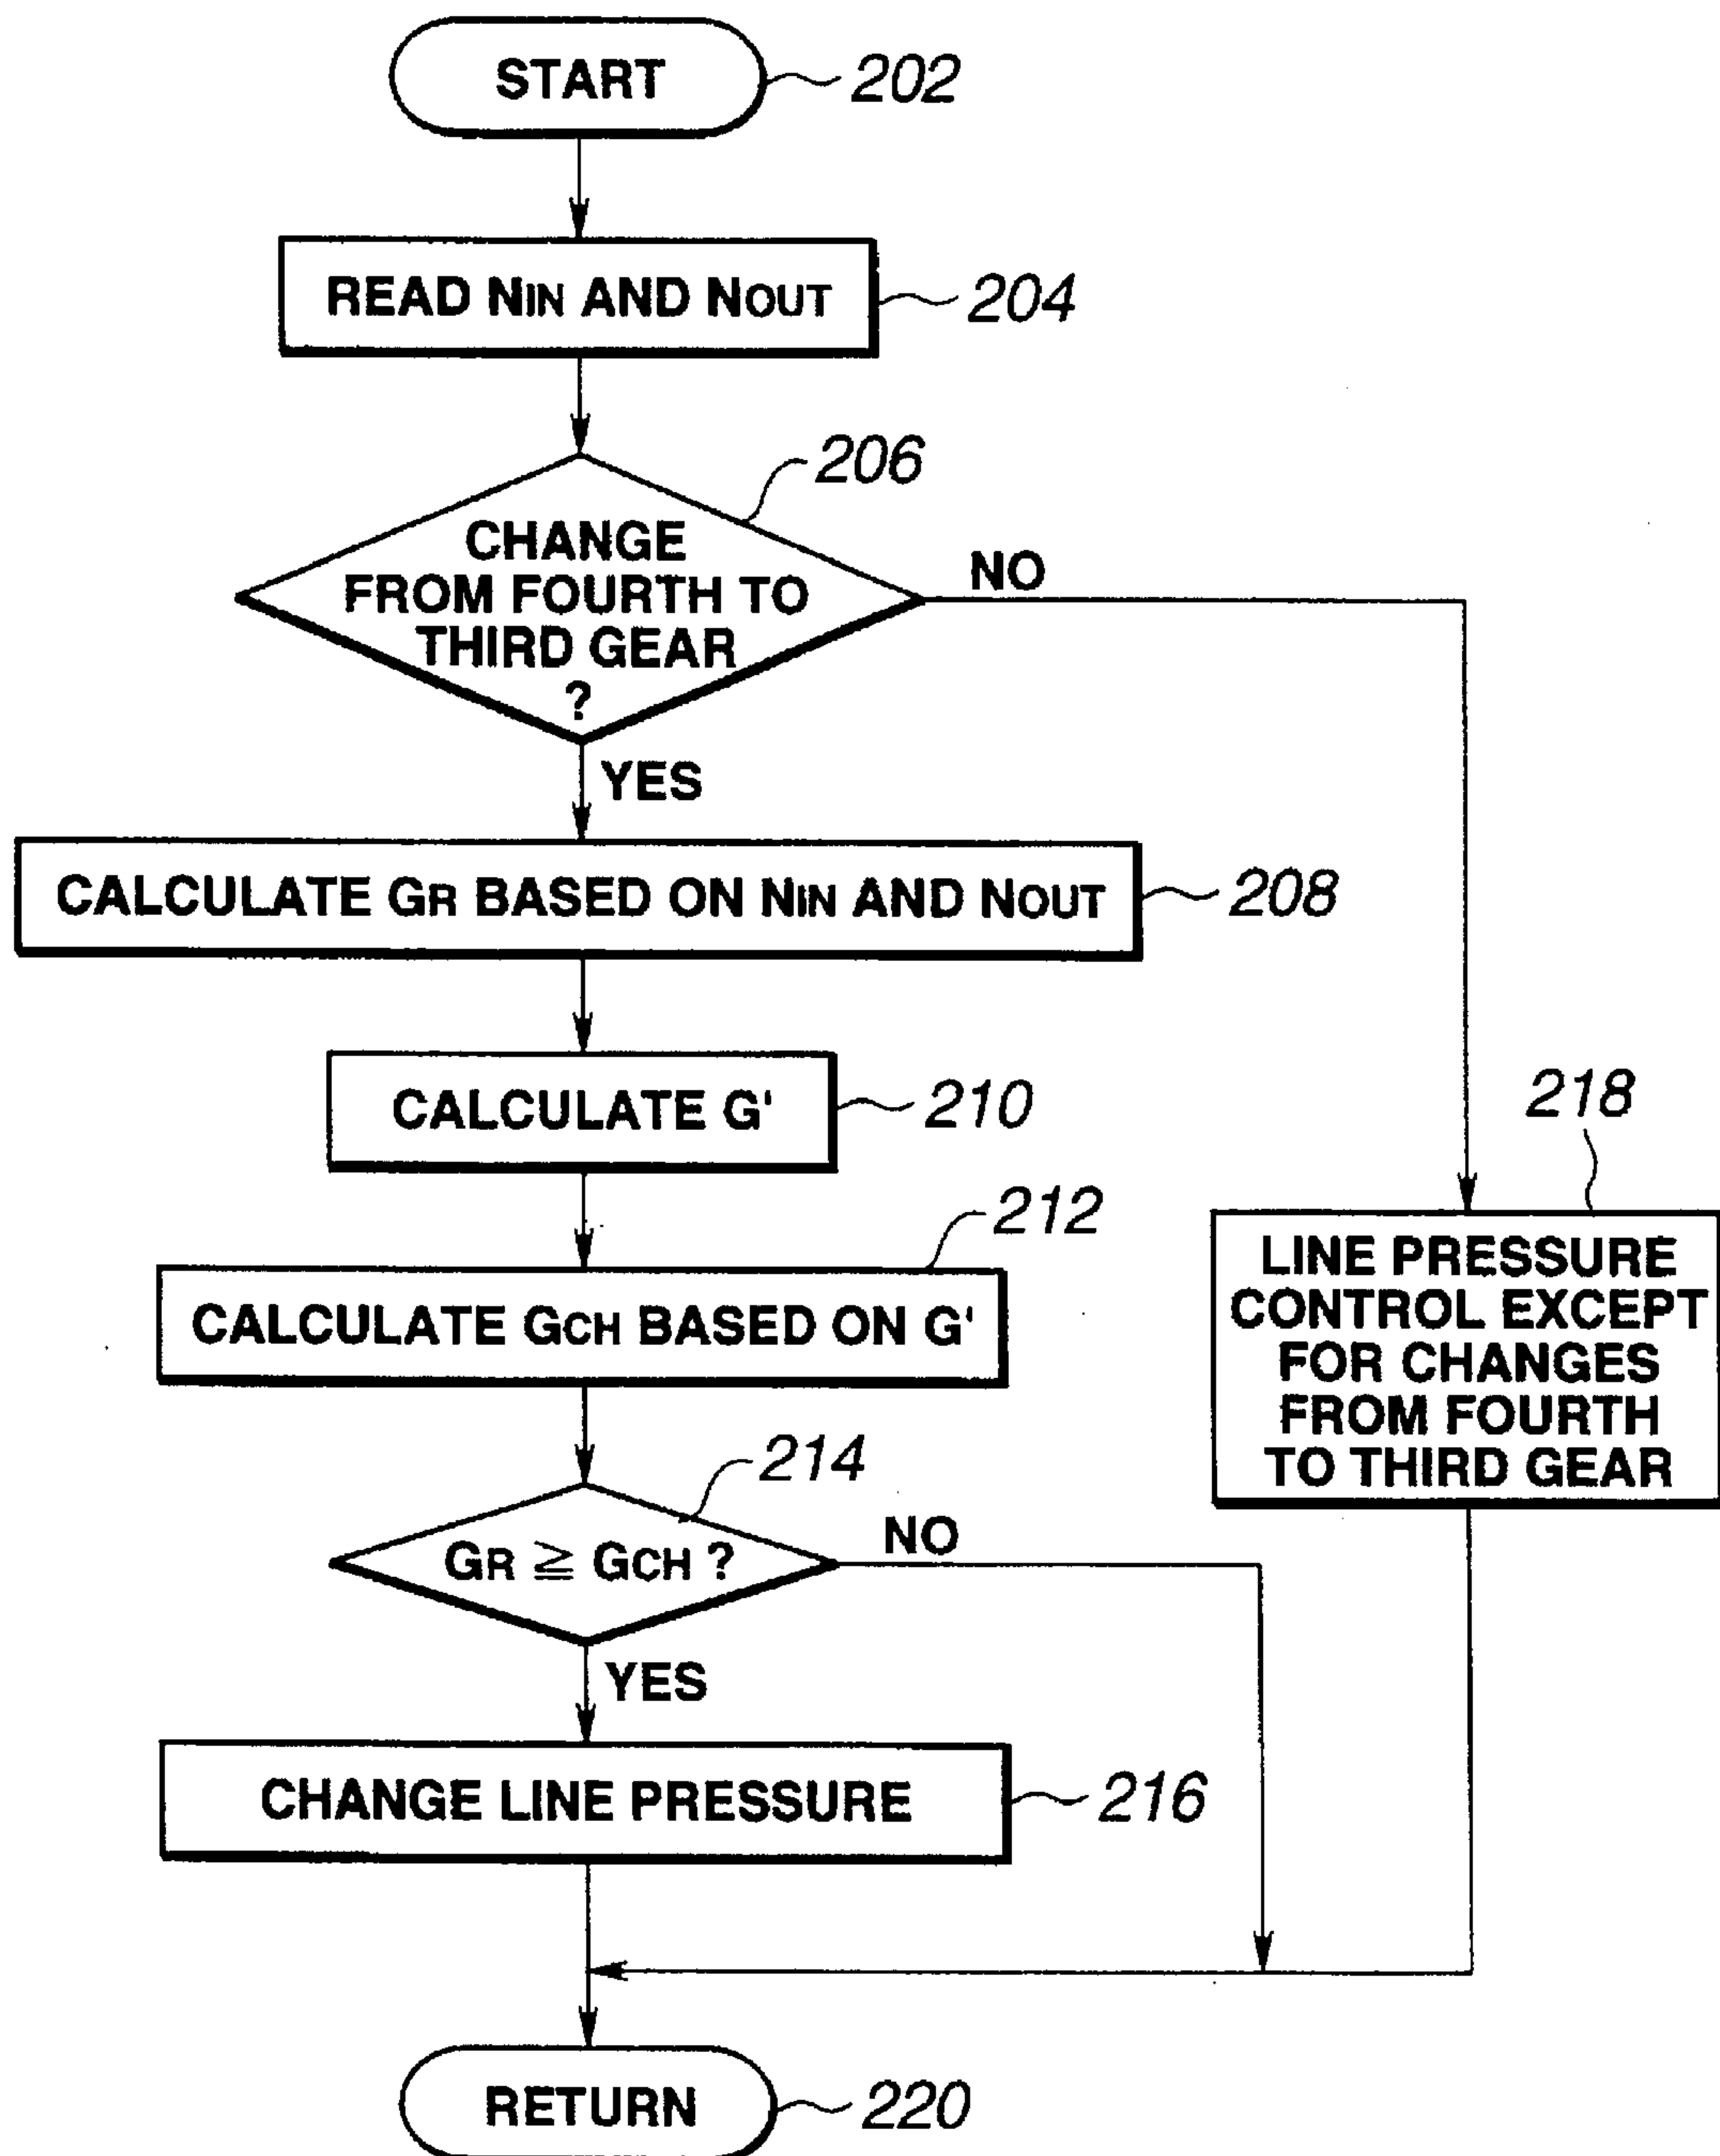 START
202
READ NIN AND NOUT
204
206
CHANGE
FROM FOURTH TO
THIRD GEAR
?
NO
YES
CALCULATE GR BASED ON NIN AND NOUT
208
CALCULATE G'
210
218
212
CALCULATE GCH BASED ON G'
LINE PRESSURE
CONTROL EXCEPT
FOR CHANGES
FROM FOURTH
TO THIRD GEAR
214
GR ≧ GCH ?
NO
YES
CHANGE LINE PRESSURE
216
RETURN
220